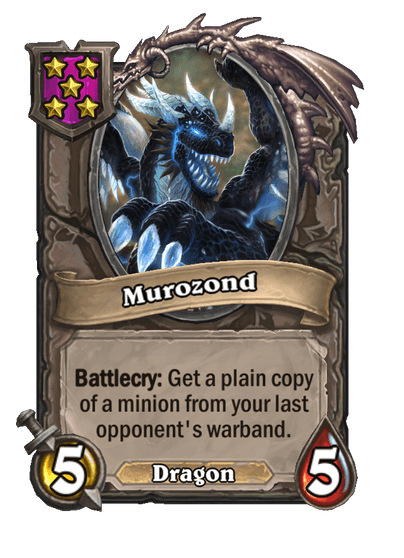 Murozond
Battlecry: Get a plain copy
of a minion from your last
opponent's warband.
5
Dragon
5